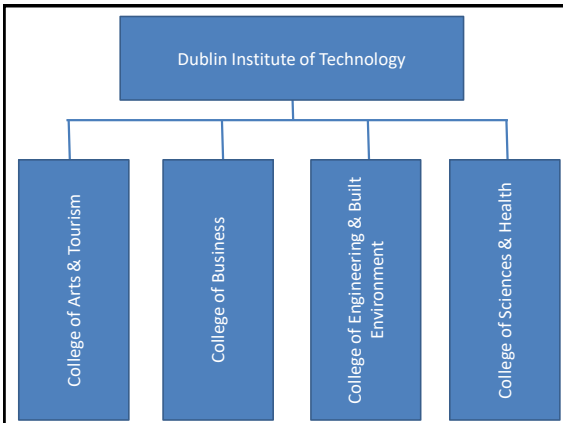 Dublin Institute of Technology
College of Arts & Tourism
College of Business
College of Engineering & Built
Environment
College of Sciences & Health